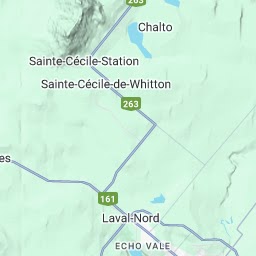 263
Chalto
Sainte-Cécile-Station
Sainte-Cécile-de-Whitton
263
es
161
Laval-Nord
ECHO VALE